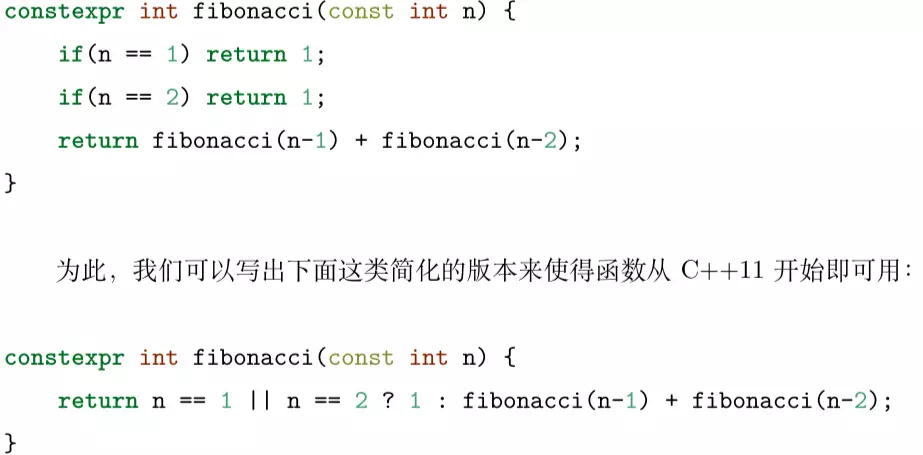 constexpr int fibonacci(const int n) {
    if(n == 1) return 1;
    if(n == 2) return 1;
    return fibonacci(n-1) + fibonacci(n-2);
}
为此，我们可以写出下面这类简化的版本来使得函数从 C++11 开始即可用：
constexpr int fibonacci(const int n) {
    return n == 1 || n == 2 ? 1 : fibonacci(n-1) + fibonacci(n-2);
}